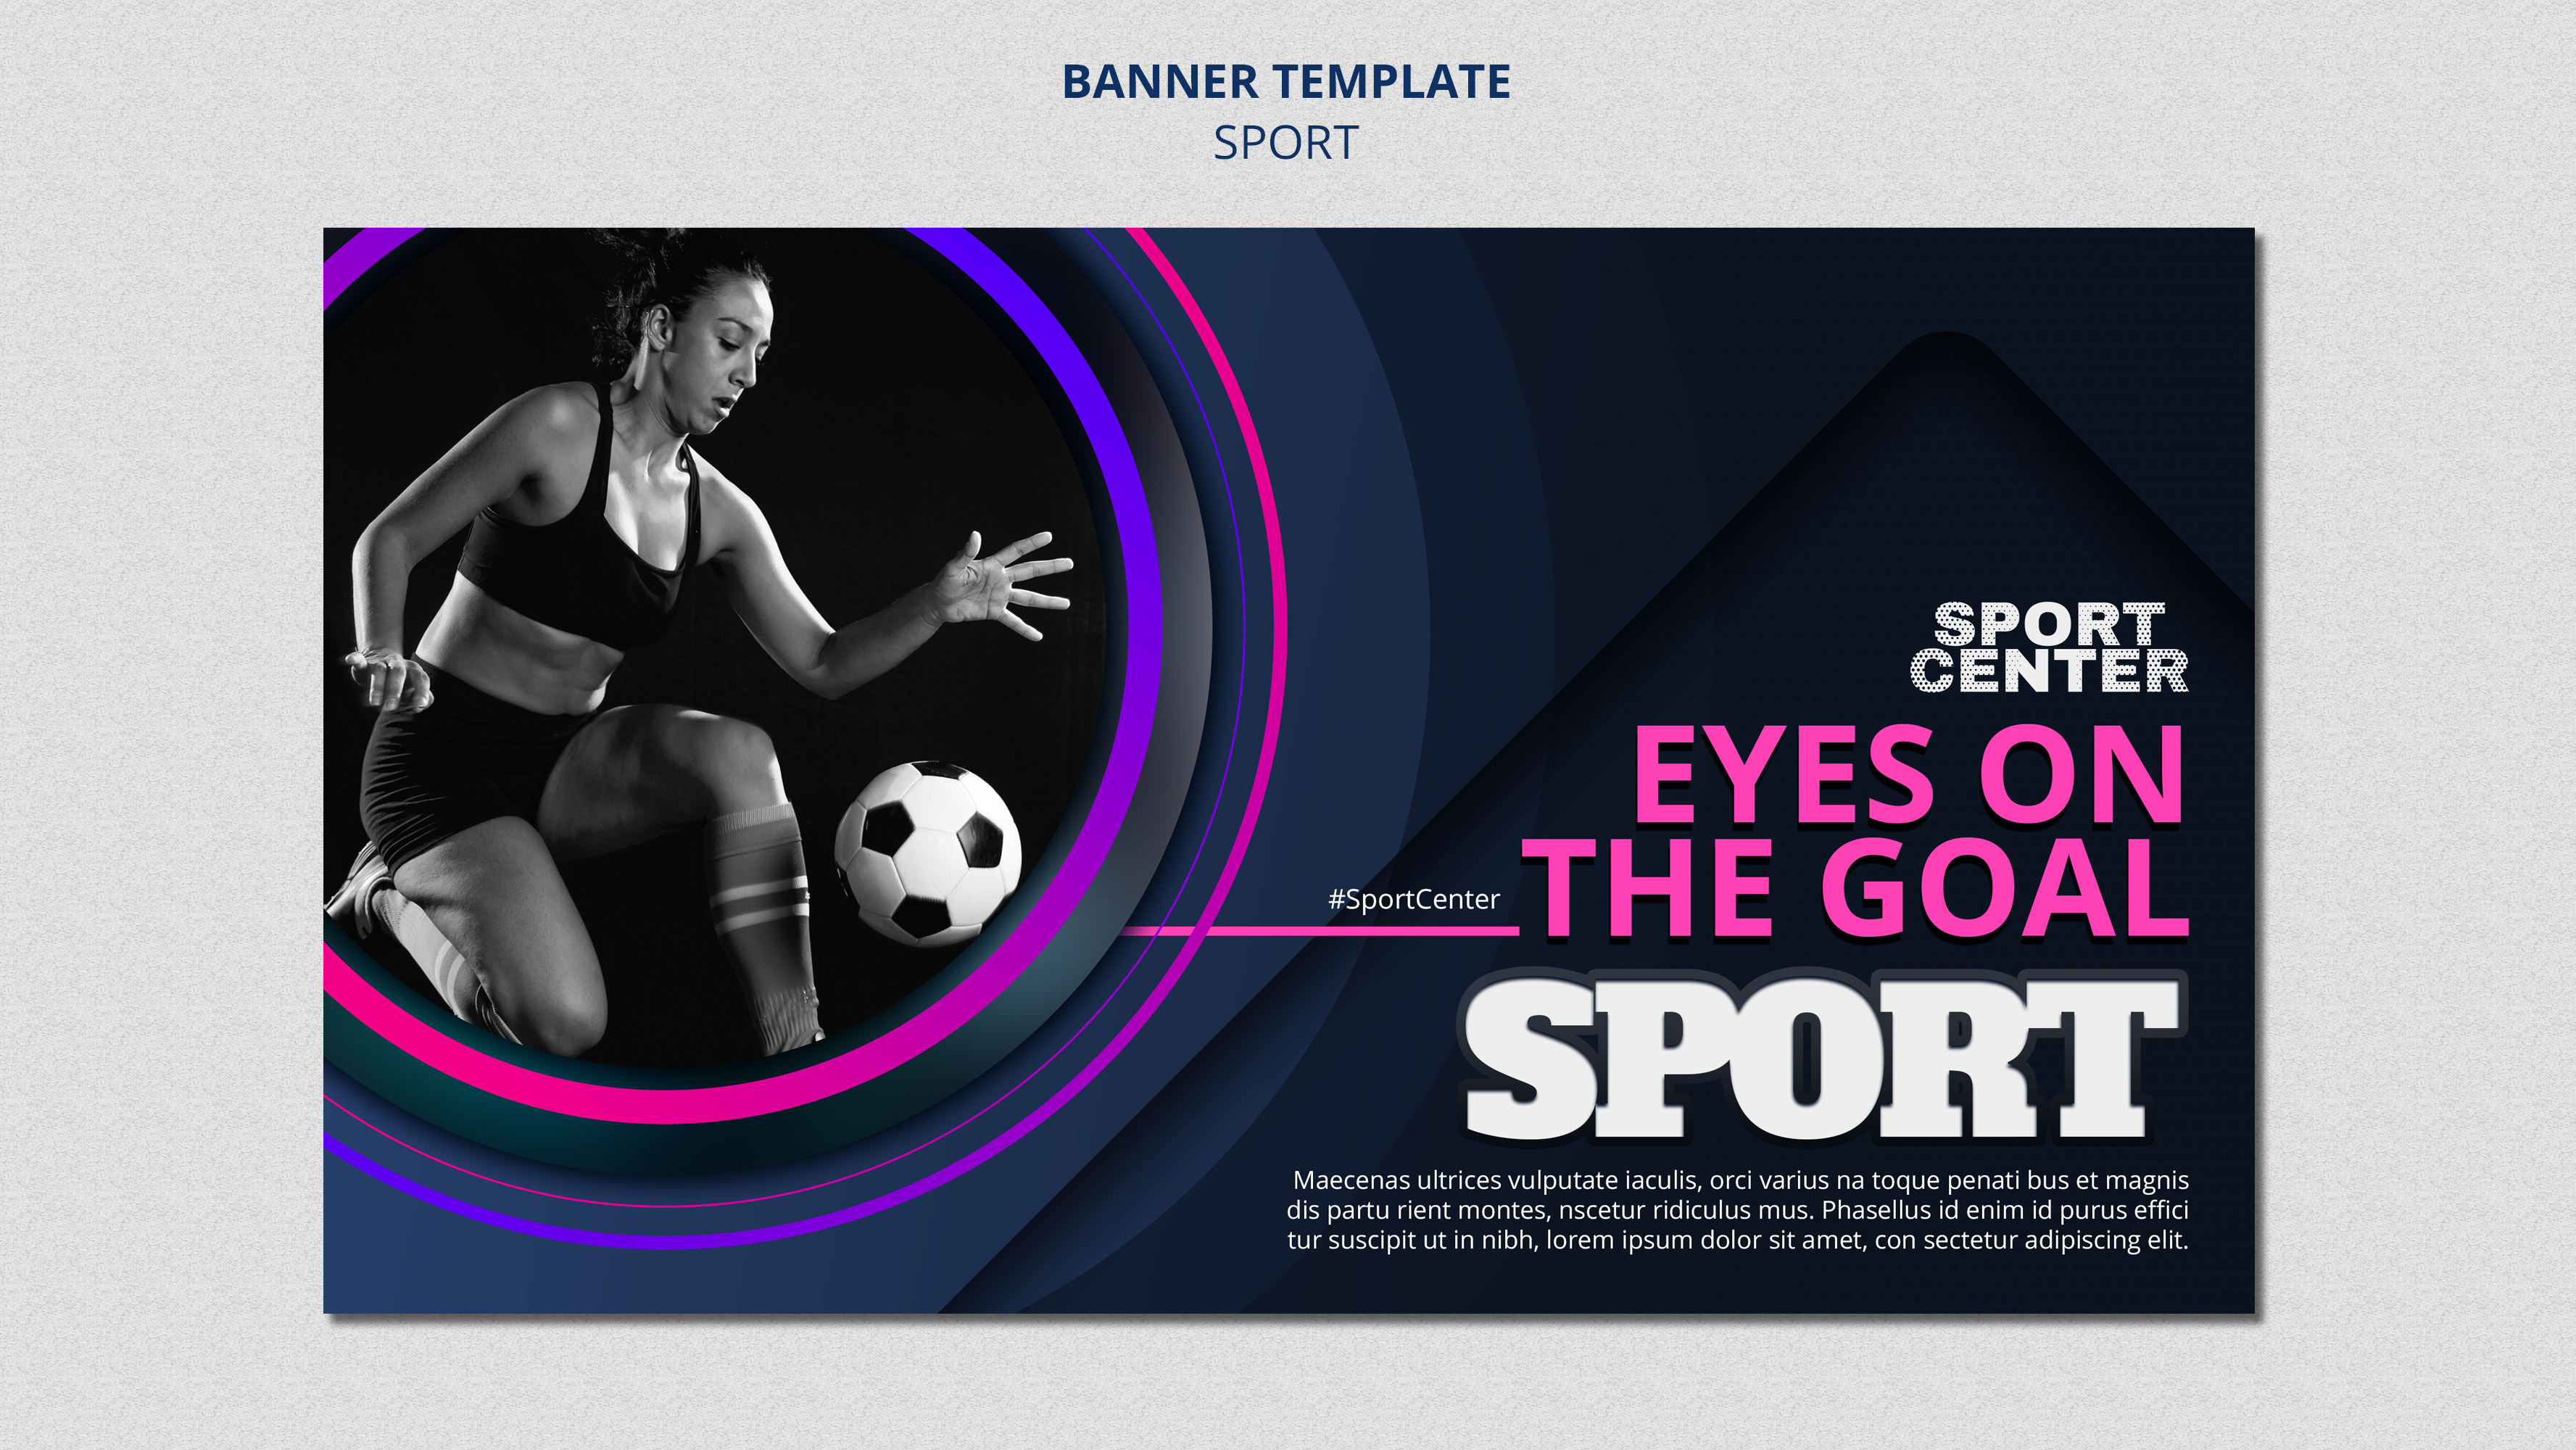 BANNER TEMPLATE
SPORT
SPORT
CENTER
EYES ON
THE GOAL
#SportCenter
SPORT
Maecenas ultrices vulputate iaculis, orci varius na toque penati bus et magnis
dis partu rient montes, nscetur ridiculus mus. Phasellus id enim id purus effici
tur suscipit ut in nibh, lorem ipsum dolor sit amet, con sectetur adipiscing elit.